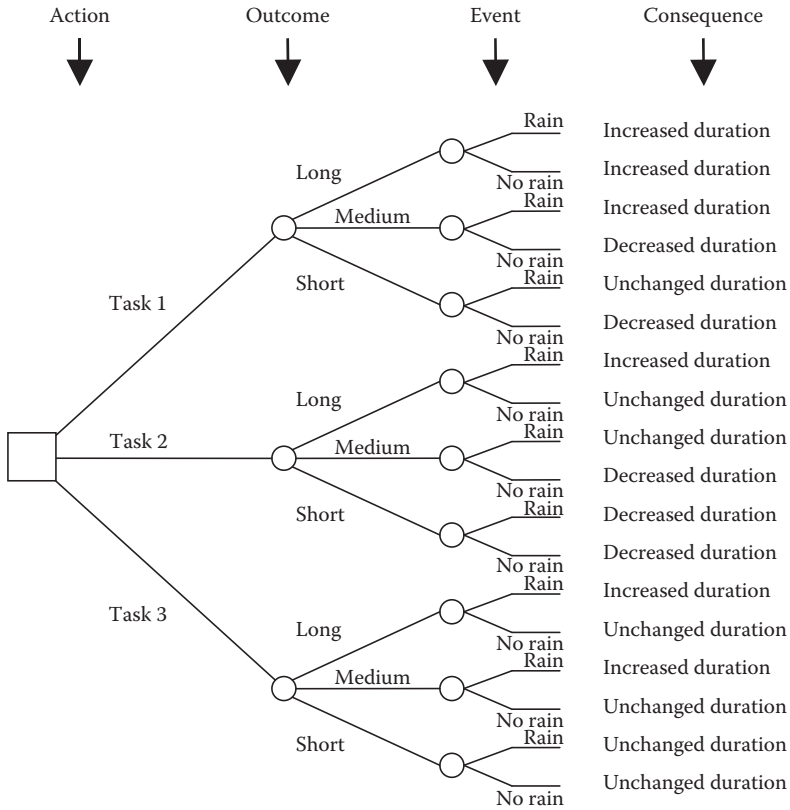 Action Outcome Event Consequence
Rain Increased duration
Long No rain Increased duration
Rain Increased duration
Medium No rain Decreased duration
Rain Unchanged duration
Short No rain Decreased duration
Task 1
Rain Increased duration
Long No rain Unchanged duration
Rain Unchanged duration
Task 2 Medium No rain Decreased duration
Rain Decreased duration
Short No rain Decreased duration
Rain Increased duration
Task 3 Long No rain Unchanged duration
Rain Increased duration
Medium No rain Unchanged duration
Rain Unchanged duration
Short No rain Unchanged duration